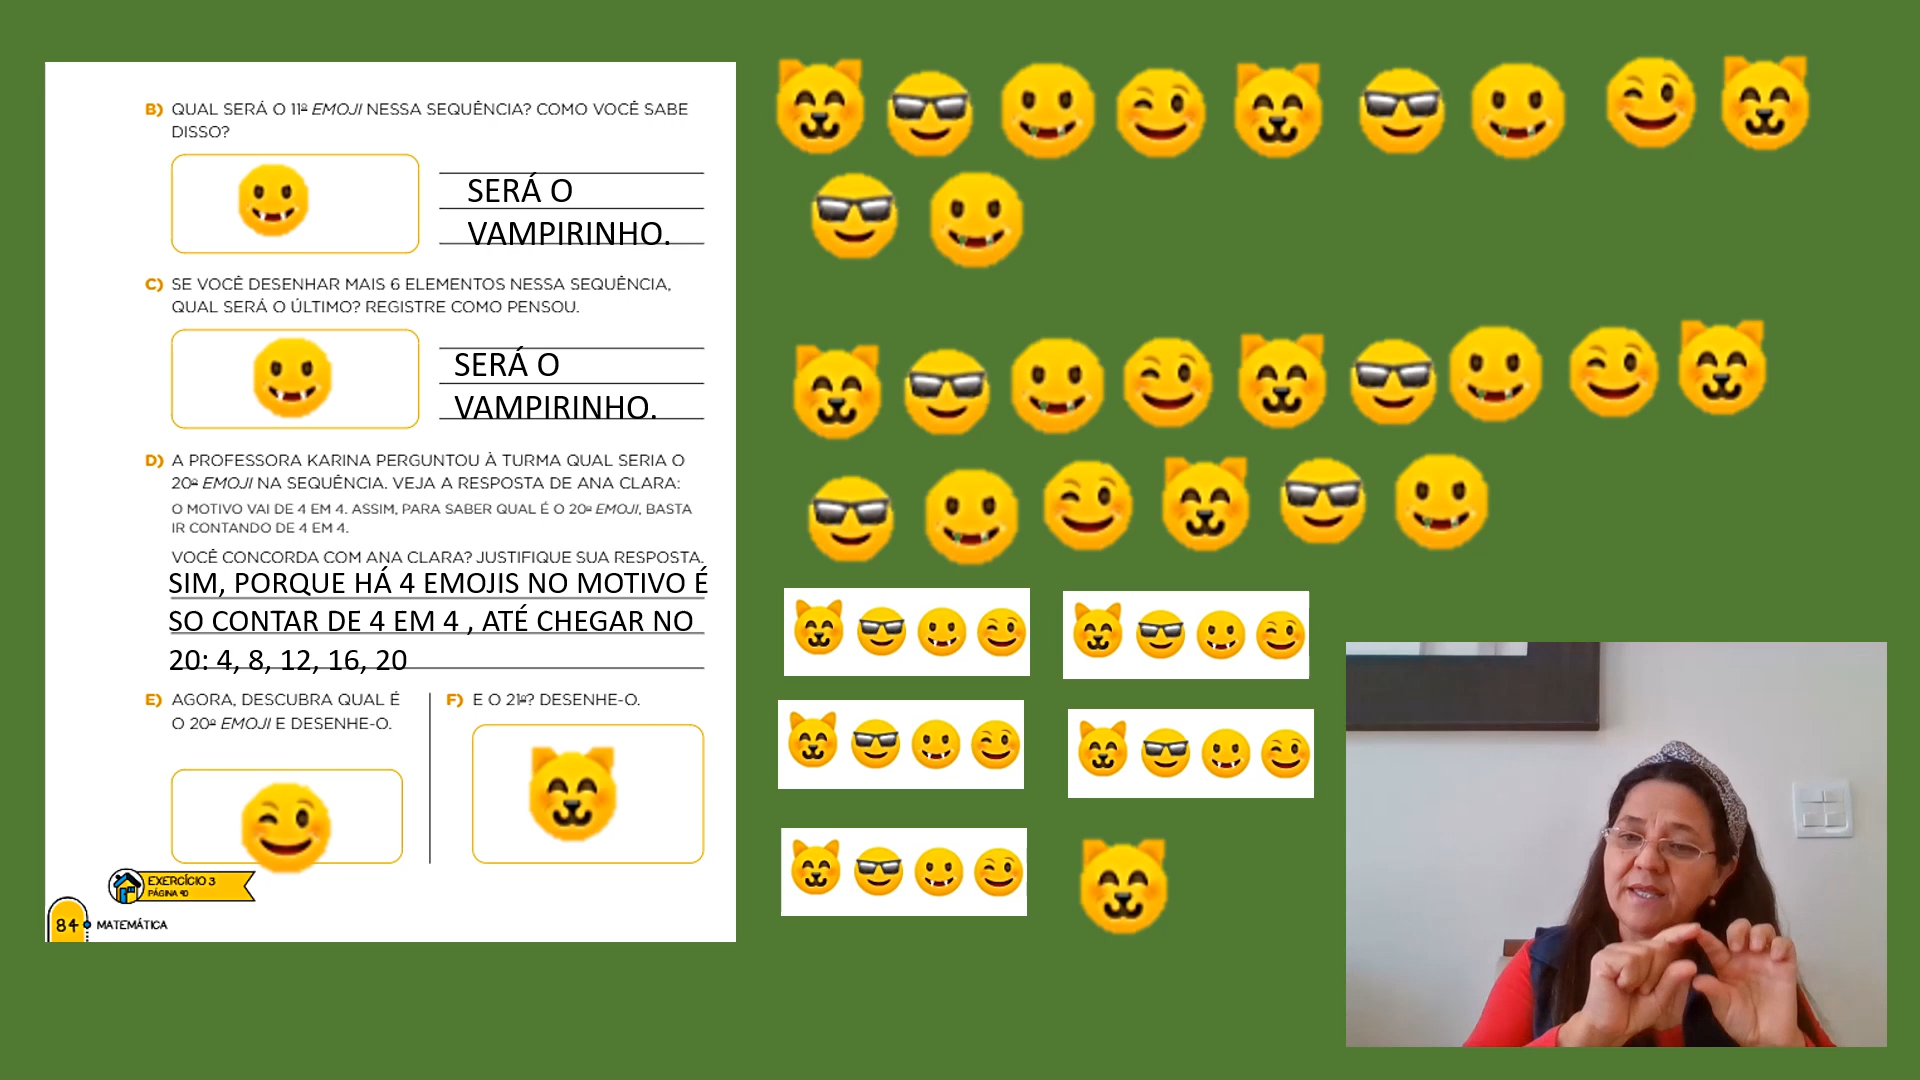 B) QUAL SERÁ O 11º EMOJI NESSA SEQUÊNCIA? COMO VOCÊ SABE
DISSO?
SERÁ O
VAMPIRINHO.
C) SE VOCÊ DESENHAR MAIS 6 ELEMENTOS NESSA SEQUÊNCIA,
QUAL SERÁ O ÚLTIMO? REGISTRE COMO PENSOU.
SERÁ O
VAMPIRINHO.
D) A PROFESSORA KARINA PERGUNTOU À TURMA QUAL SERIA O
20º EMOJI NA SEQUÊNCIA. VEJA A RESPOSTA DE ANA CLARA:
O MOTIVO VAI DE 4 EM 4. ASSIM, PARA SABER QUAL É O 20º EMOJI, BASTA
IR CONTANDO DE 4 EM 4.
VOCÊ CONCORDA COM ANA CLARA? JUSTIFIQUE SUA RESPOSTA.
SIM, PORQUE HÁ 4 EMOJIS NO MOTIVO É
SO CONTAR DE 4 EM 4 , ATÉ CHEGAR NO
20: 4, 8, 12, 16, 20
E) AGORA, DESCUBRA QUAL É
O 20º EMOJI E DESENHE-O.
F) E O 21º? DESENHE-O.
EXERCÍCIO 3
PÁGINA 90
84 MATEMÁTICA